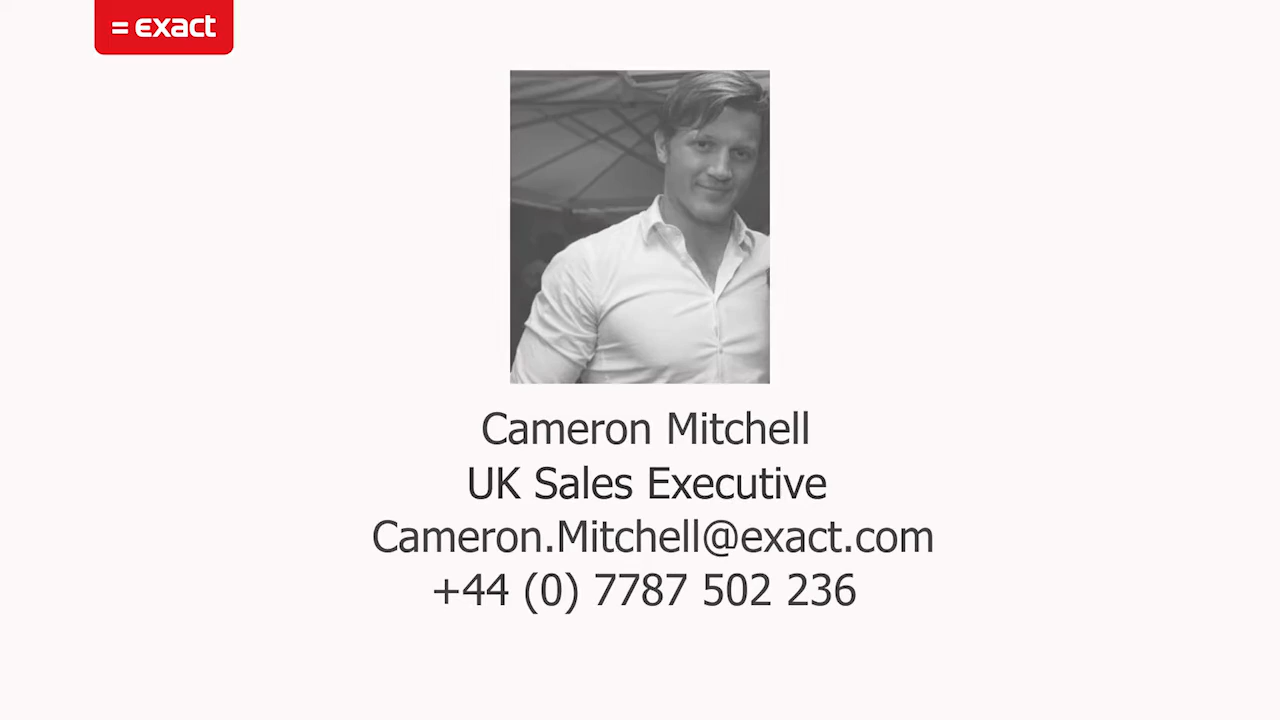 = exact
Cameron Mitchell
UK Sales Executive
Cameron.Mitchell@exact.com
+44 (0) 7787 502 236